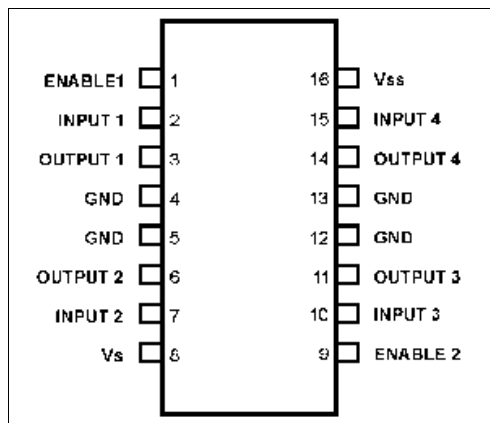 ENABLE1 1 16 Vss
INPUT 1 2 15 INPUT 4
OUTPUT 1 3 14 OUTPUT 4
GND 4 13 GND
GND 5 12 GND
OUTPUT 2 6 11 OUTPUT 3
INPUT 2 7 10 INPUT 3
Vs 8 9 ENABLE 2